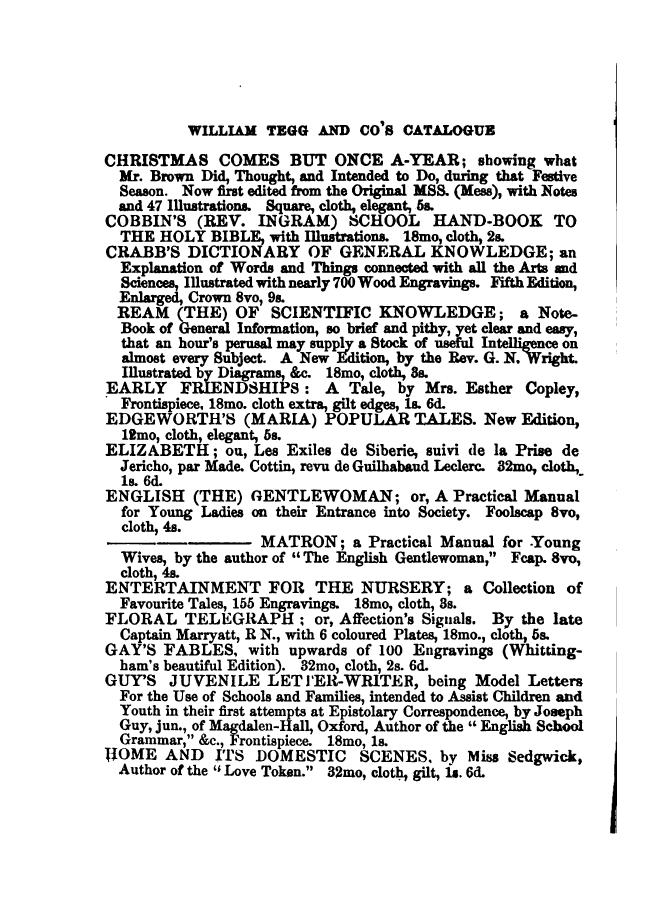 WILLIAM TEGG AND CO'S CATALOGUE
CHRISTMAS COMES BUT ONCE A-YEAR; showing what
Mr. Brown Did, Thought, and Intended to Do, during that Festive
Season. Now first edited from the Original MSS. (Mess), with Notes
and 47 Illustrations. Square, cloth, elegant, 5s.
COBBIN'S (REV. INGRAM) SCHOOL HAND-BOOK TO
THE HOLY BIBLE, with Illustrations. 18mo, cloth, 2s.
CRABB'S DICTIONARY OF GENERAL KNOWLEDGE; an
Explanation of Words and Things connected with all the Arts and
Sciences, Illustrated with nearly 700 Wood Engravings. Fifth Edition,
Enlarged, Crown 8vo, 9s.
REAM (THE) OF SCIENTIFIC KNOWLEDGE; a Note-
Book of General Information, so brief and pithy, yet clear and easy,
that an hour's perusal may supply a Stock of useful Intelligence on
almost every Subject. A New Edition, by the Rev. G. N. Wright.
Illustrated by Diagrams, &c. 18mo, cloth, 3s.
EARLY FRIENDSHIPS: A Tale, by Mrs. Esther Copley,
Frontispiece, 18mo. cloth extra, gilt edges, 1s. 6d.
EDGEWORTH'S (MARIA) POPULAR TALES. New Edition,
12mo, cloth, elegant, 5s.
ELIZABETH; ou, Les Exiles de Siberie, suivi de la Prise de
Jericho, par Made. Cottin, revu de Guilhabaud Leclerc. 32mo, cloth,
1s. 6d.
ENGLISH (THE) GENTLEWOMAN; or, A Practical Manual
for Young Ladies on their Entrance into Society. Foolscap 8vo,
cloth, 4s.
———————— MATRON; a Practical Manual for Young
Wives, by the author of "The English Gentlewoman," Fcap. 8vo,
cloth, 4s.
ENTERTAINMENT FOR THE NURSERY; a Collection of
Favourite Tales, 155 Engravings. 18mo, cloth, 3s.
FLORAL TELEGRAPH; or, Affection's Signals. By the late
Captain Marryatt, R N., with 6 coloured Plates, 18mo., cloth, 5s.
GAY'S FABLES, with upwards of 100 Engravings (Whitting-
ham's beautiful Edition). 32mo, cloth, 2s. 6d.
GUY'S JUVENILE LETTER-WRITER, being Model Letters
For the Use of Schools and Families, intended to Assist Children and
Youth in their first attempts at Epistolary Correspondence, by Joseph
Guy, jun., of Magdalen-Hall, Oxford, Author of the "English School
Grammar," &c., Frontispiece. 18mo, 1s.
HOME AND ITS DOMESTIC SCENES, by Miss Sedgwick,
Author of the "Love Token." 32mo, cloth, gilt, 1s. 6d.